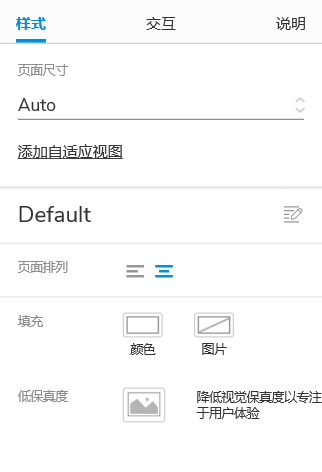 样式 交互 说明
页面尺寸
Auto
添加自适应视图
Default
页面排列
填充
颜色 图片
低保真度
降低视觉保真度以专注
于用户体验